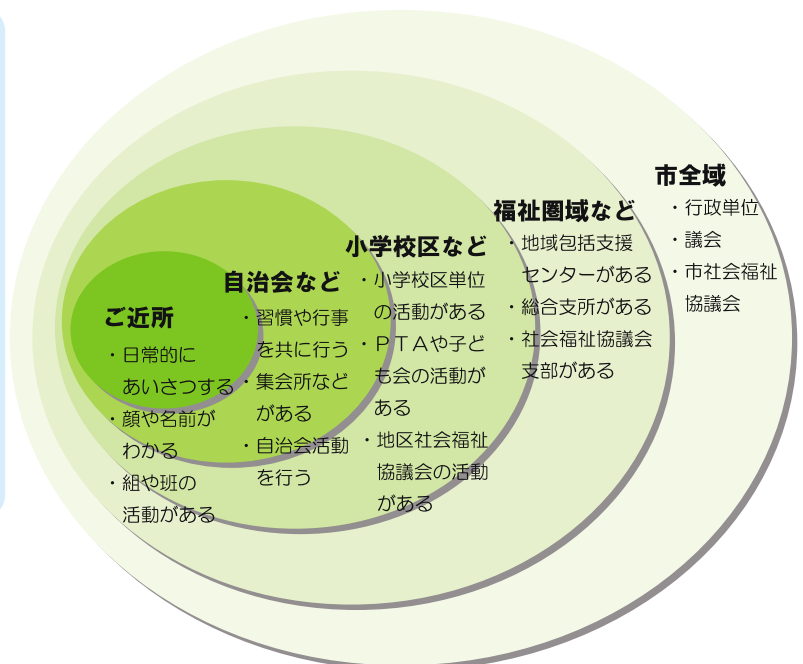 ご近所
・日常的に
あいさつする
・顔や名前が
わかる
・組や班の
活動がある
自治会など
・習慣や行事
を共に行う
・集会所など
がある
・自治会活動
を行う
小学校区など
・小学校区単位
の活動がある
・ＰＴＡや子ど
も会の活動が
ある
・地区社会福祉
協議会の活動
がある
福祉圏域など
・地域包括支援
センターがある
・総合支所がある
・社会福祉協議会
支部がある
市全域
・行政単位
・議会
・市社会福祉
協議会